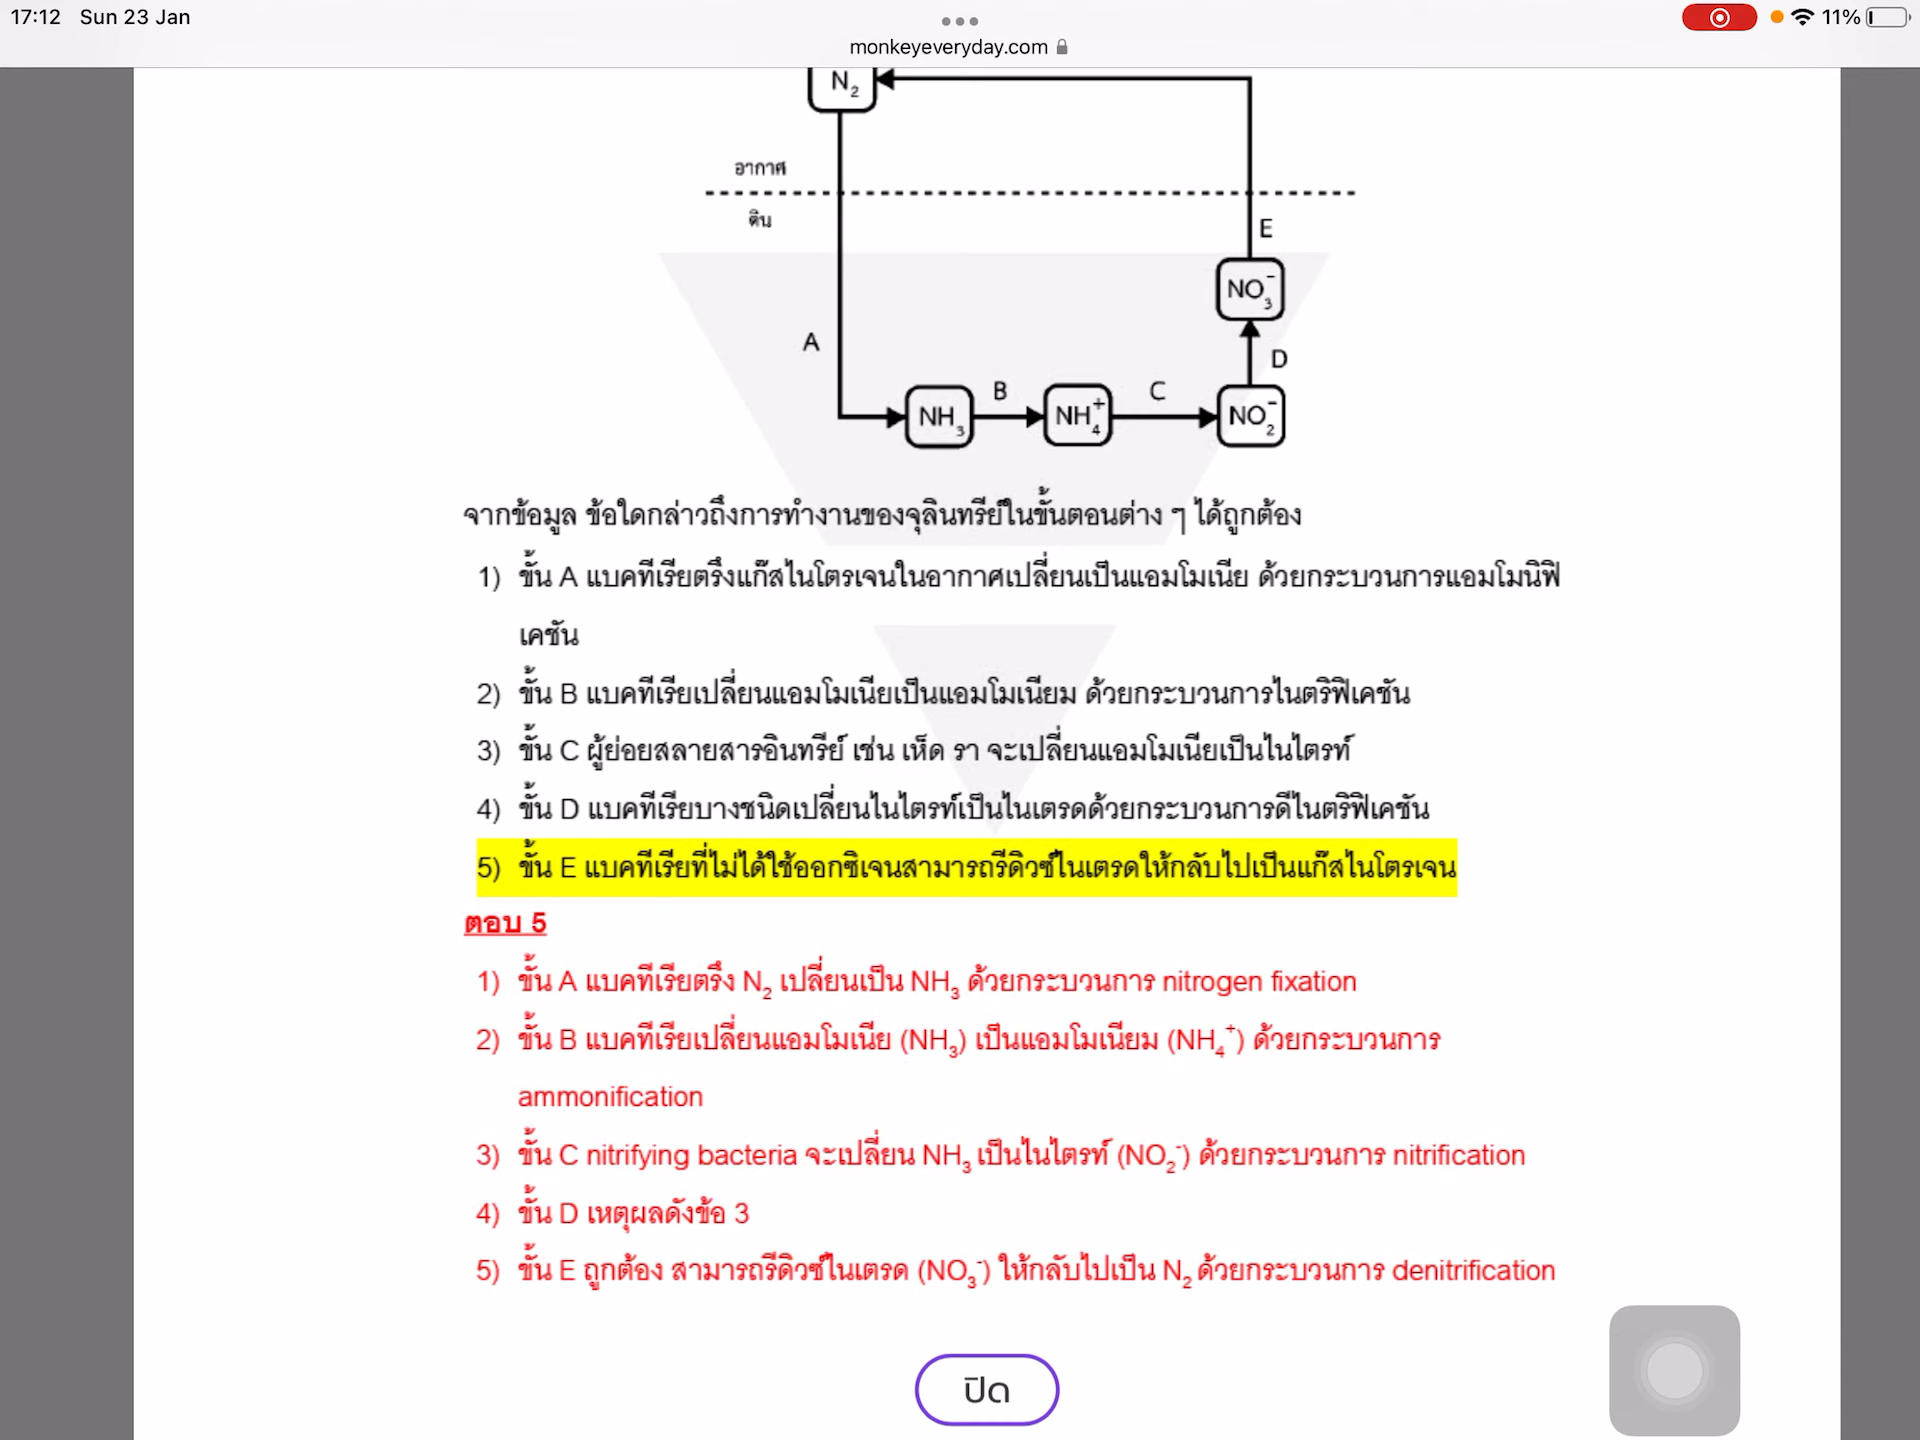 17:12 Sun 23 Jan
11%
monkeyeveryday.com
N₂
อากาศ
ดิน
E
NO₃⁻
A
D
B
C
NH₃
NH₄⁺
NO₂⁻
จากข้อมูล ข้อใดกล่าวถึงการทำงานของจุลินทรีย์ในขั้นตอนต่าง ๆ ได้ถูกต้อง
1) ขั้น A แบคทีเรียตรึงแก๊สไนโตรเจนในอากาศเปลี่ยนเป็นแอมโมเนีย ด้วยกระบวนการแอมโมนิฟิ
เคชัน
2) ขั้น B แบคทีเรียเปลี่ยนแอมโมเนียเป็นแอมโมเนียม ด้วยกระบวนการไนตริฟิเคชัน
3) ขั้น C ผู้ย่อยสลายสารอินทรีย์ เช่น เห็ด รา จะเปลี่ยนแอมโมเนียเป็นไนไตรท์
4) ขั้น D แบคทีเรียบางชนิดเปลี่ยนไนไตรท์เป็นไนเตรดด้วยกระบวนการดีไนตริฟิเคชัน
5) ขั้น E แบคทีเรียที่ไม่ได้ใช้ออกซิเจนสามารถรีดิวซ์ไนเตรดให้กลับไปเป็นแก๊สไนโตรเจน
ตอบ 5
1) ขั้น A แบคทีเรียตรึง N₂ เปลี่ยนเป็น NH₃ ด้วยกระบวนการ nitrogen fixation
2) ขั้น B แบคทีเรียเปลี่ยนแอมโมเนีย (NH₃) เป็นแอมโมเนียม (NH₄⁺) ด้วยกระบวนการ
ammonification
3) ขั้น C nitrifying bacteria จะเปลี่ยน NH₃ เป็นไนไตรท์ (NO₂⁻) ด้วยกระบวนการ nitrification
4) ขั้น D เหตุผลดังข้อ 3
5) ขั้น E ถูกต้อง สามารถรีดิวซ์ไนเตรด (NO₃⁻) ให้กลับไปเป็น N₂ ด้วยกระบวนการ denitrification
ปิด